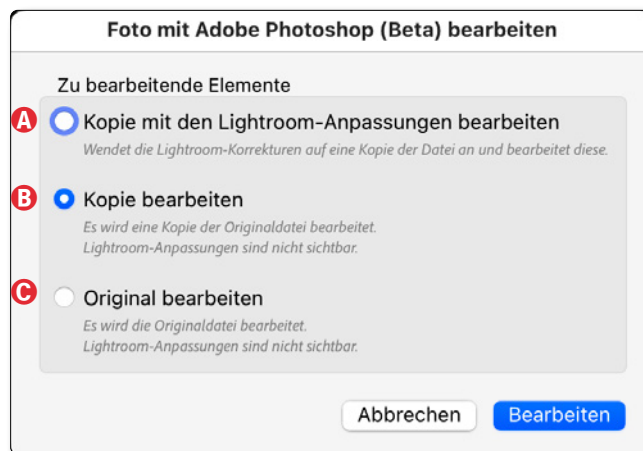 Foto mit Adobe Photoshop (Beta) bearbeiten
Zu bearbeitende Elemente
A Kopie mit den Lightroom-Anpassungen bearbeiten
Wendet die Lightroom-Korrekturen auf eine Kopie der Datei an und bearbeitet diese.
B Kopie bearbeiten
Es wird eine Kopie der Originaldatei bearbeitet.
Lightroom-Anpassungen sind nicht sichtbar.
C Original bearbeiten
Es wird die Originaldatei bearbeitet.
Lightroom-Anpassungen sind nicht sichtbar.
Abbrechen Bearbeiten